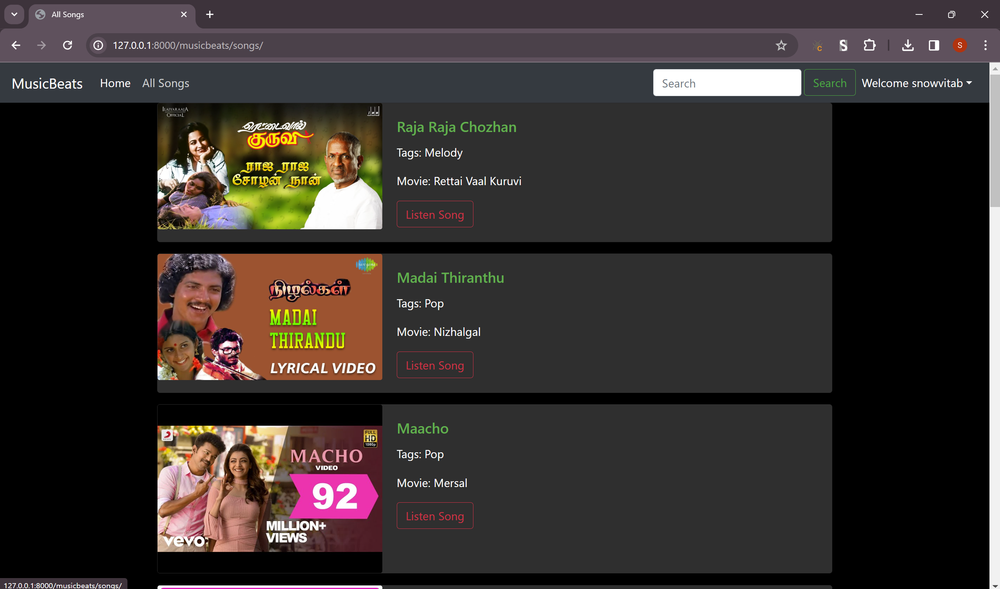 All Songs
127.0.0.1:8000/musicbeats/songs/
S
MusicBeats Home All Songs Search Search Welcome snowvitab
ILAIYARAAJA
OFFICIAL
ரெட்டைவால்
குருவி
ராஜ ராஜ
சோழன் நான்
Raja Raja Chozhan
Tags: Melody
Movie: Rettai Vaal Kuruvi
Listen Song
saregama
நிழல்கள்
MADAI
THIRANDU
LYRICAL VIDEO
Madai Thiranthu
Tags: Pop
Movie: Nizhalgal
Listen Song
FULL
HD
1080p
MACHO
VIDEO
92
MILLION+
VIEWS
vevo
Maacho
Tags: Pop
Movie: Mersal
Listen Song
127.0.0.1:8000/musicbeats/songs/